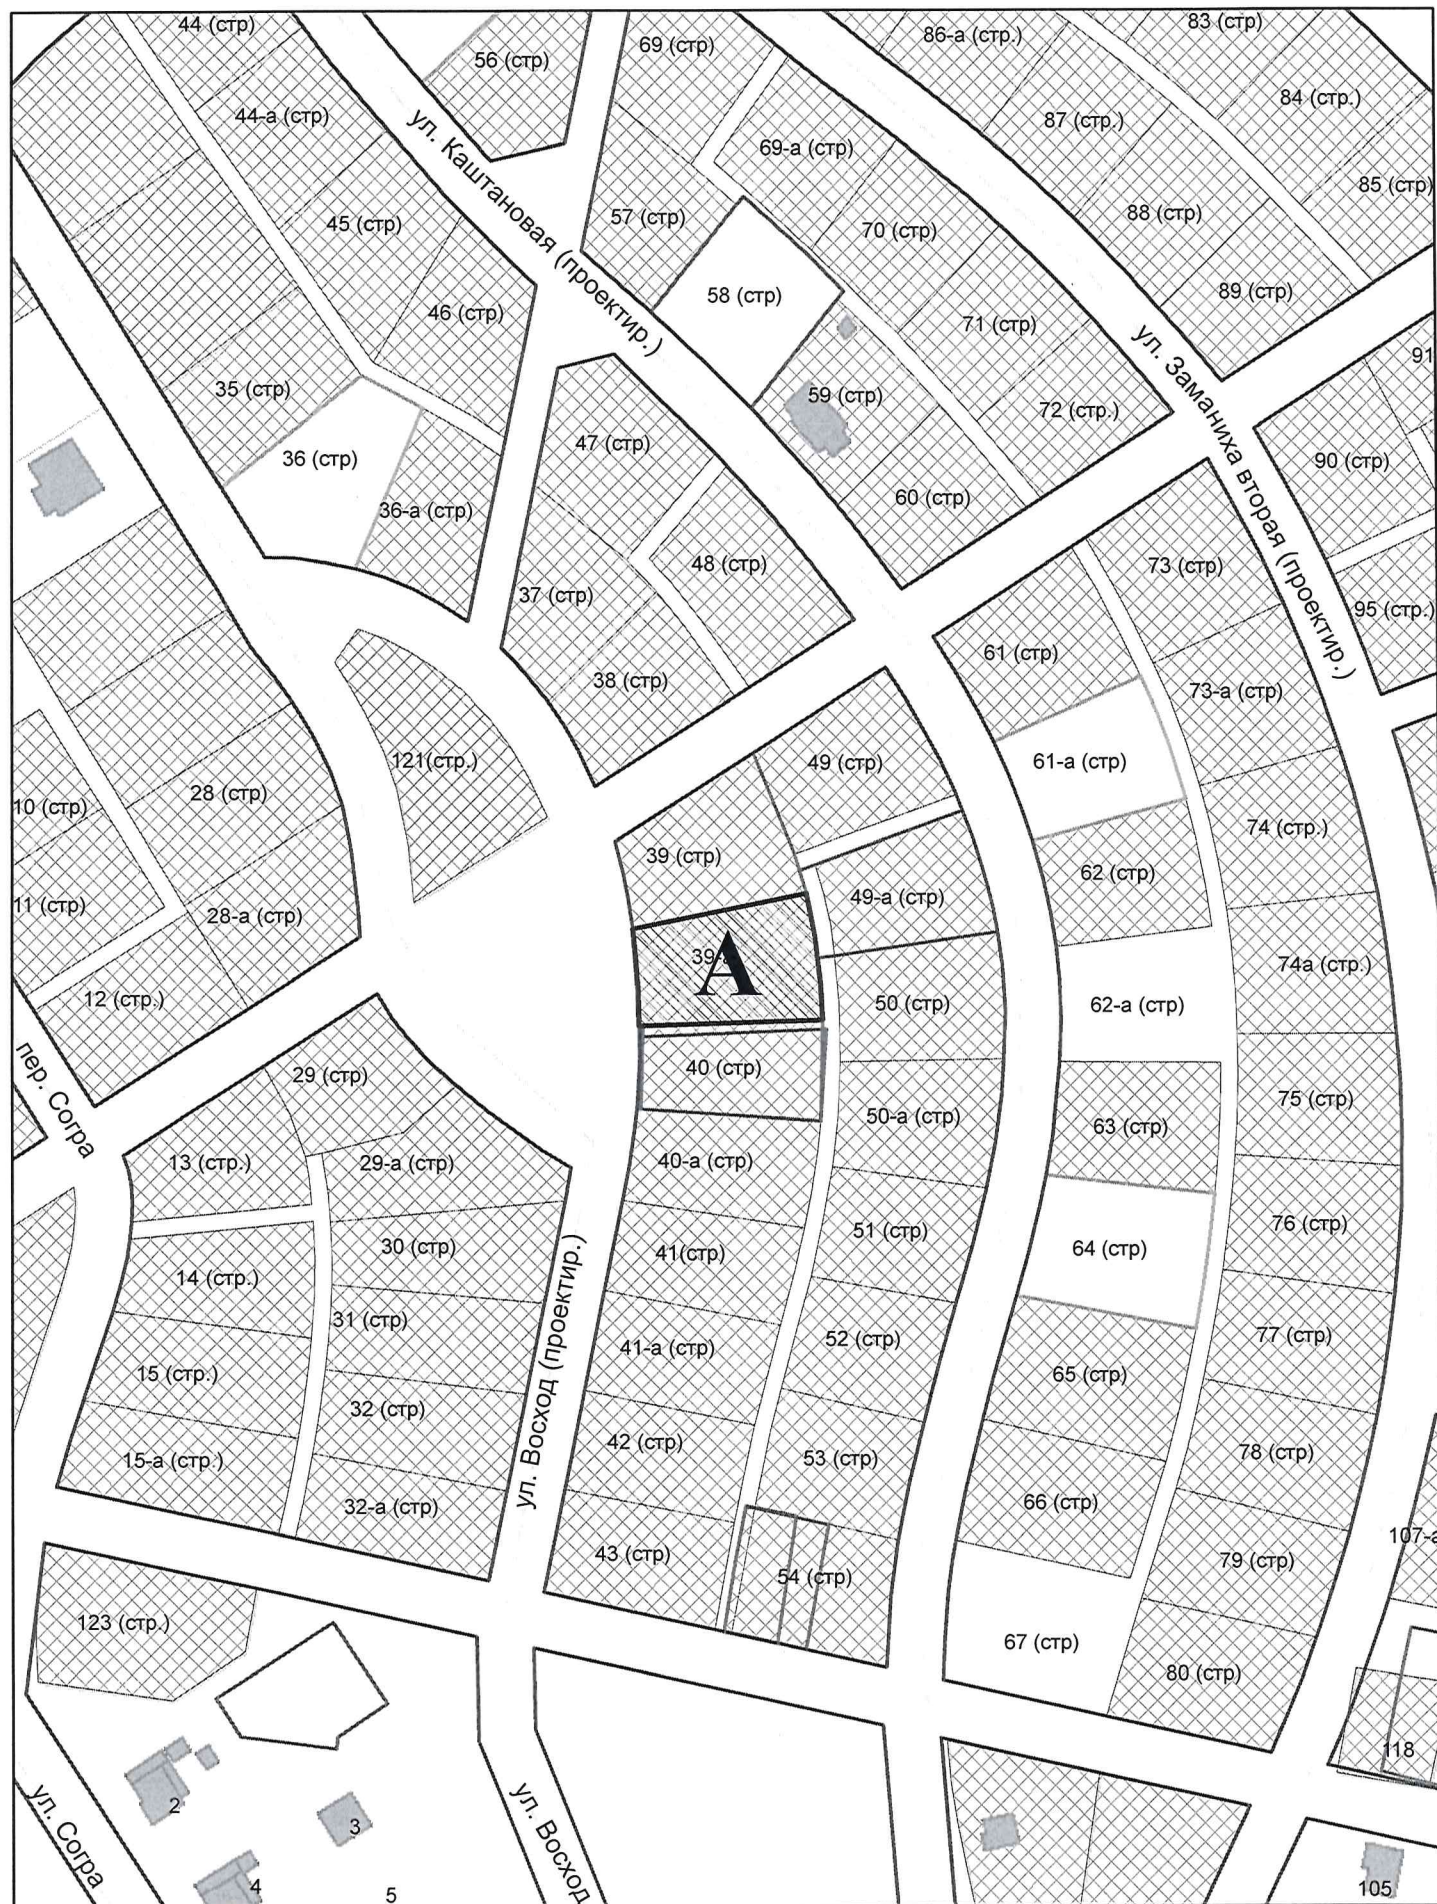 44 (стр)
56 (стр)
69 (стр)
86-а (стр.)
83 (стр)
84 (стр.)
44-а (стр)
87 (стр.)
69-а (стр)
85 (стр)
ул. Каштановая (проектир.)
45 (стр)
57 (стр)
70 (стр)
88 (стр)
58 (стр)
89 (стр)
46 (стр)
71 (стр)
ул. Заманиха вторая (проектир.)
91
35 (стр)
59 (стр)
72 (стр.)
47 (стр)
36 (стр)
90 (стр)
60 (стр)
36-а (стр)
48 (стр)
73 (стр)
37 (стр)
95 (стр.)
61 (стр)
38 (стр)
73-а (стр)
121(стр.)
49 (стр)
61-а (стр)
28 (стр)
10 (стр)
74 (стр.)
39 (стр)
62 (стр)
49-а (стр)
11 (стр)
28-а (стр)
А
74а (стр.)
12 (стр.)
50 (стр)
62-а (стр)
пер. Согра
29 (стр)
40 (стр)
75 (стр)
50-а (стр)
63 (стр)
13 (стр.)
29-а (стр)
40-а (стр)
76 (стр)
51 (стр)
30 (стр)
41(стр)
64 (стр)
14 (стр.)
31 (стр)
ул. Восход (проектир.)
52 (стр)
77 (стр)
41-а (стр)
15 (стр.)
65 (стр)
32 (стр)
42 (стр)
78 (стр)
15-а (стр.)
53 (стр)
32-а (стр)
66 (стр)
107-а
43 (стр)
79 (стр)
54 (стр)
123 (стр.)
67 (стр)
80 (стр)
118
2
3
ул. Согра
ул. Восход
4
5
105